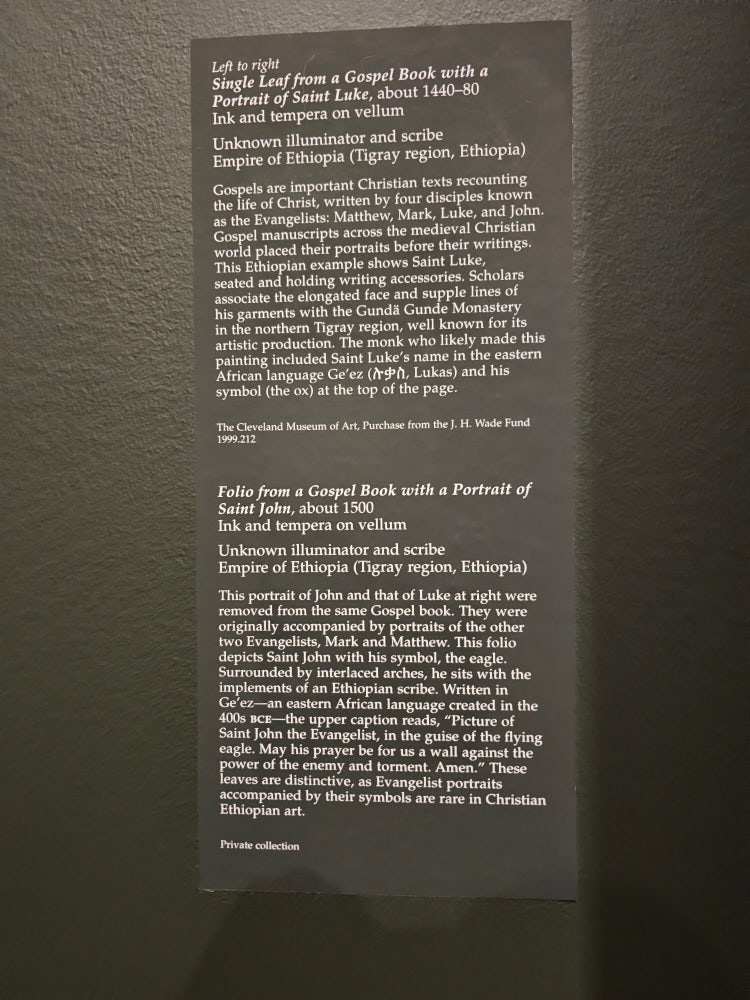 Left to right
Single Leaf from a Gospel Book with a
Portrait of Saint Luke, about 1440–80
Ink and tempera on vellum
Unknown illuminator and scribe
Empire of Ethiopia (Tigray region, Ethiopia)
Gospels are important Christian texts recounting
the life of Christ, written by four disciples known
as the Evangelists: Matthew, Mark, Luke, and John.
Gospel manuscripts across the medieval Christian
world placed their portraits before their writings.
This Ethiopian example shows Saint Luke,
seated and holding writing accessories. Scholars
associate the elongated face and supple lines of
his garments with the Gundä Gunde Monastery
in the northern Tigray region, well known for its
artistic production. The monk who likely made this
painting included Saint Luke’s name in the eastern
African language Ge‘ez (ሉቃስ, Lukas) and his
symbol (the ox) at the top of the page.
The Cleveland Museum of Art, Purchase from the J. H. Wade Fund
1999.212
Folio from a Gospel Book with a Portrait of
Saint John, about 1500
Ink and tempera on vellum
Unknown illuminator and scribe
Empire of Ethiopia (Tigray region, Ethiopia)
This portrait of John and that of Luke at right were
removed from the same Gospel book. They were
originally accompanied by portraits of the other
two Evangelists, Mark and Matthew. This folio
depicts Saint John with his symbol, the eagle.
Surrounded by interlaced arches, he sits with the
implements of an Ethiopian scribe. Written in
Ge‘ez—an eastern African language created in the
400s BCE—the upper caption reads, “Picture of
Saint John the Evangelist, in the guise of the flying
eagle. May his prayer be for us a wall against the
power of the enemy and torment. Amen.” These
leaves are distinctive, as Evangelist portraits
accompanied by their symbols are rare in Christian
Ethiopian art.
Private collection